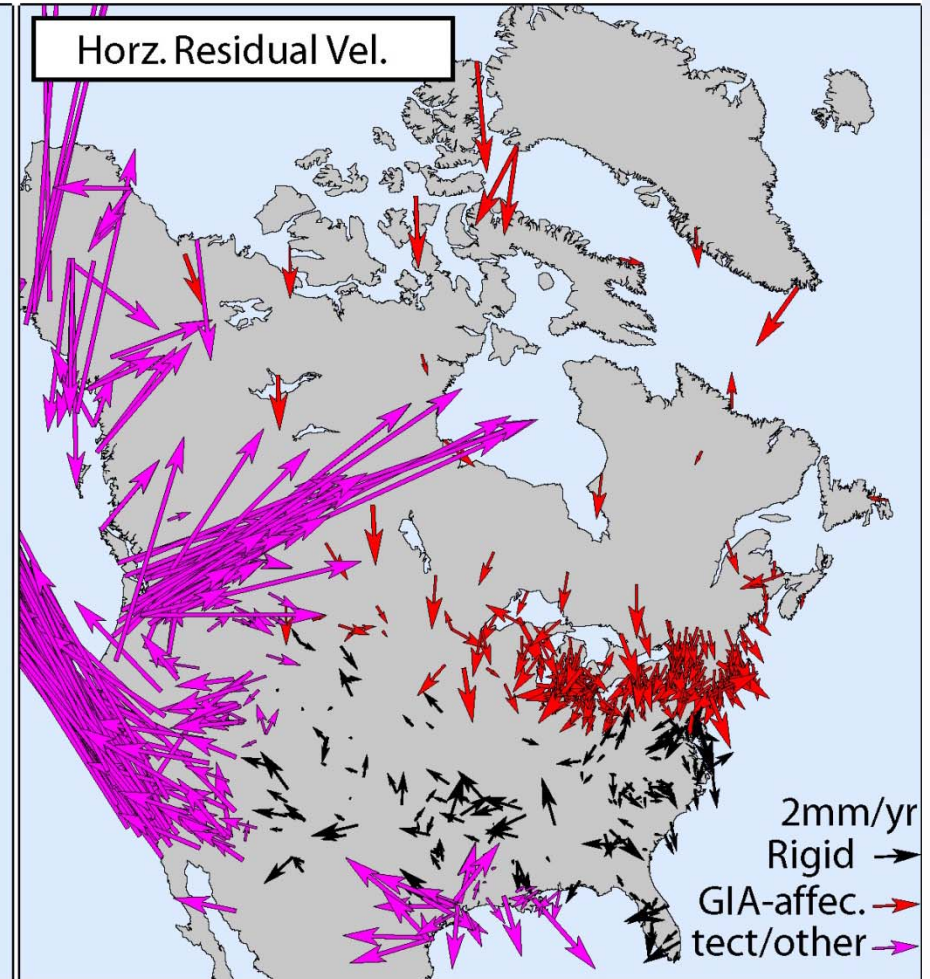 Horz. Residual Vel.
2mm/yr
Rigid
GIA-affec.
tect/other